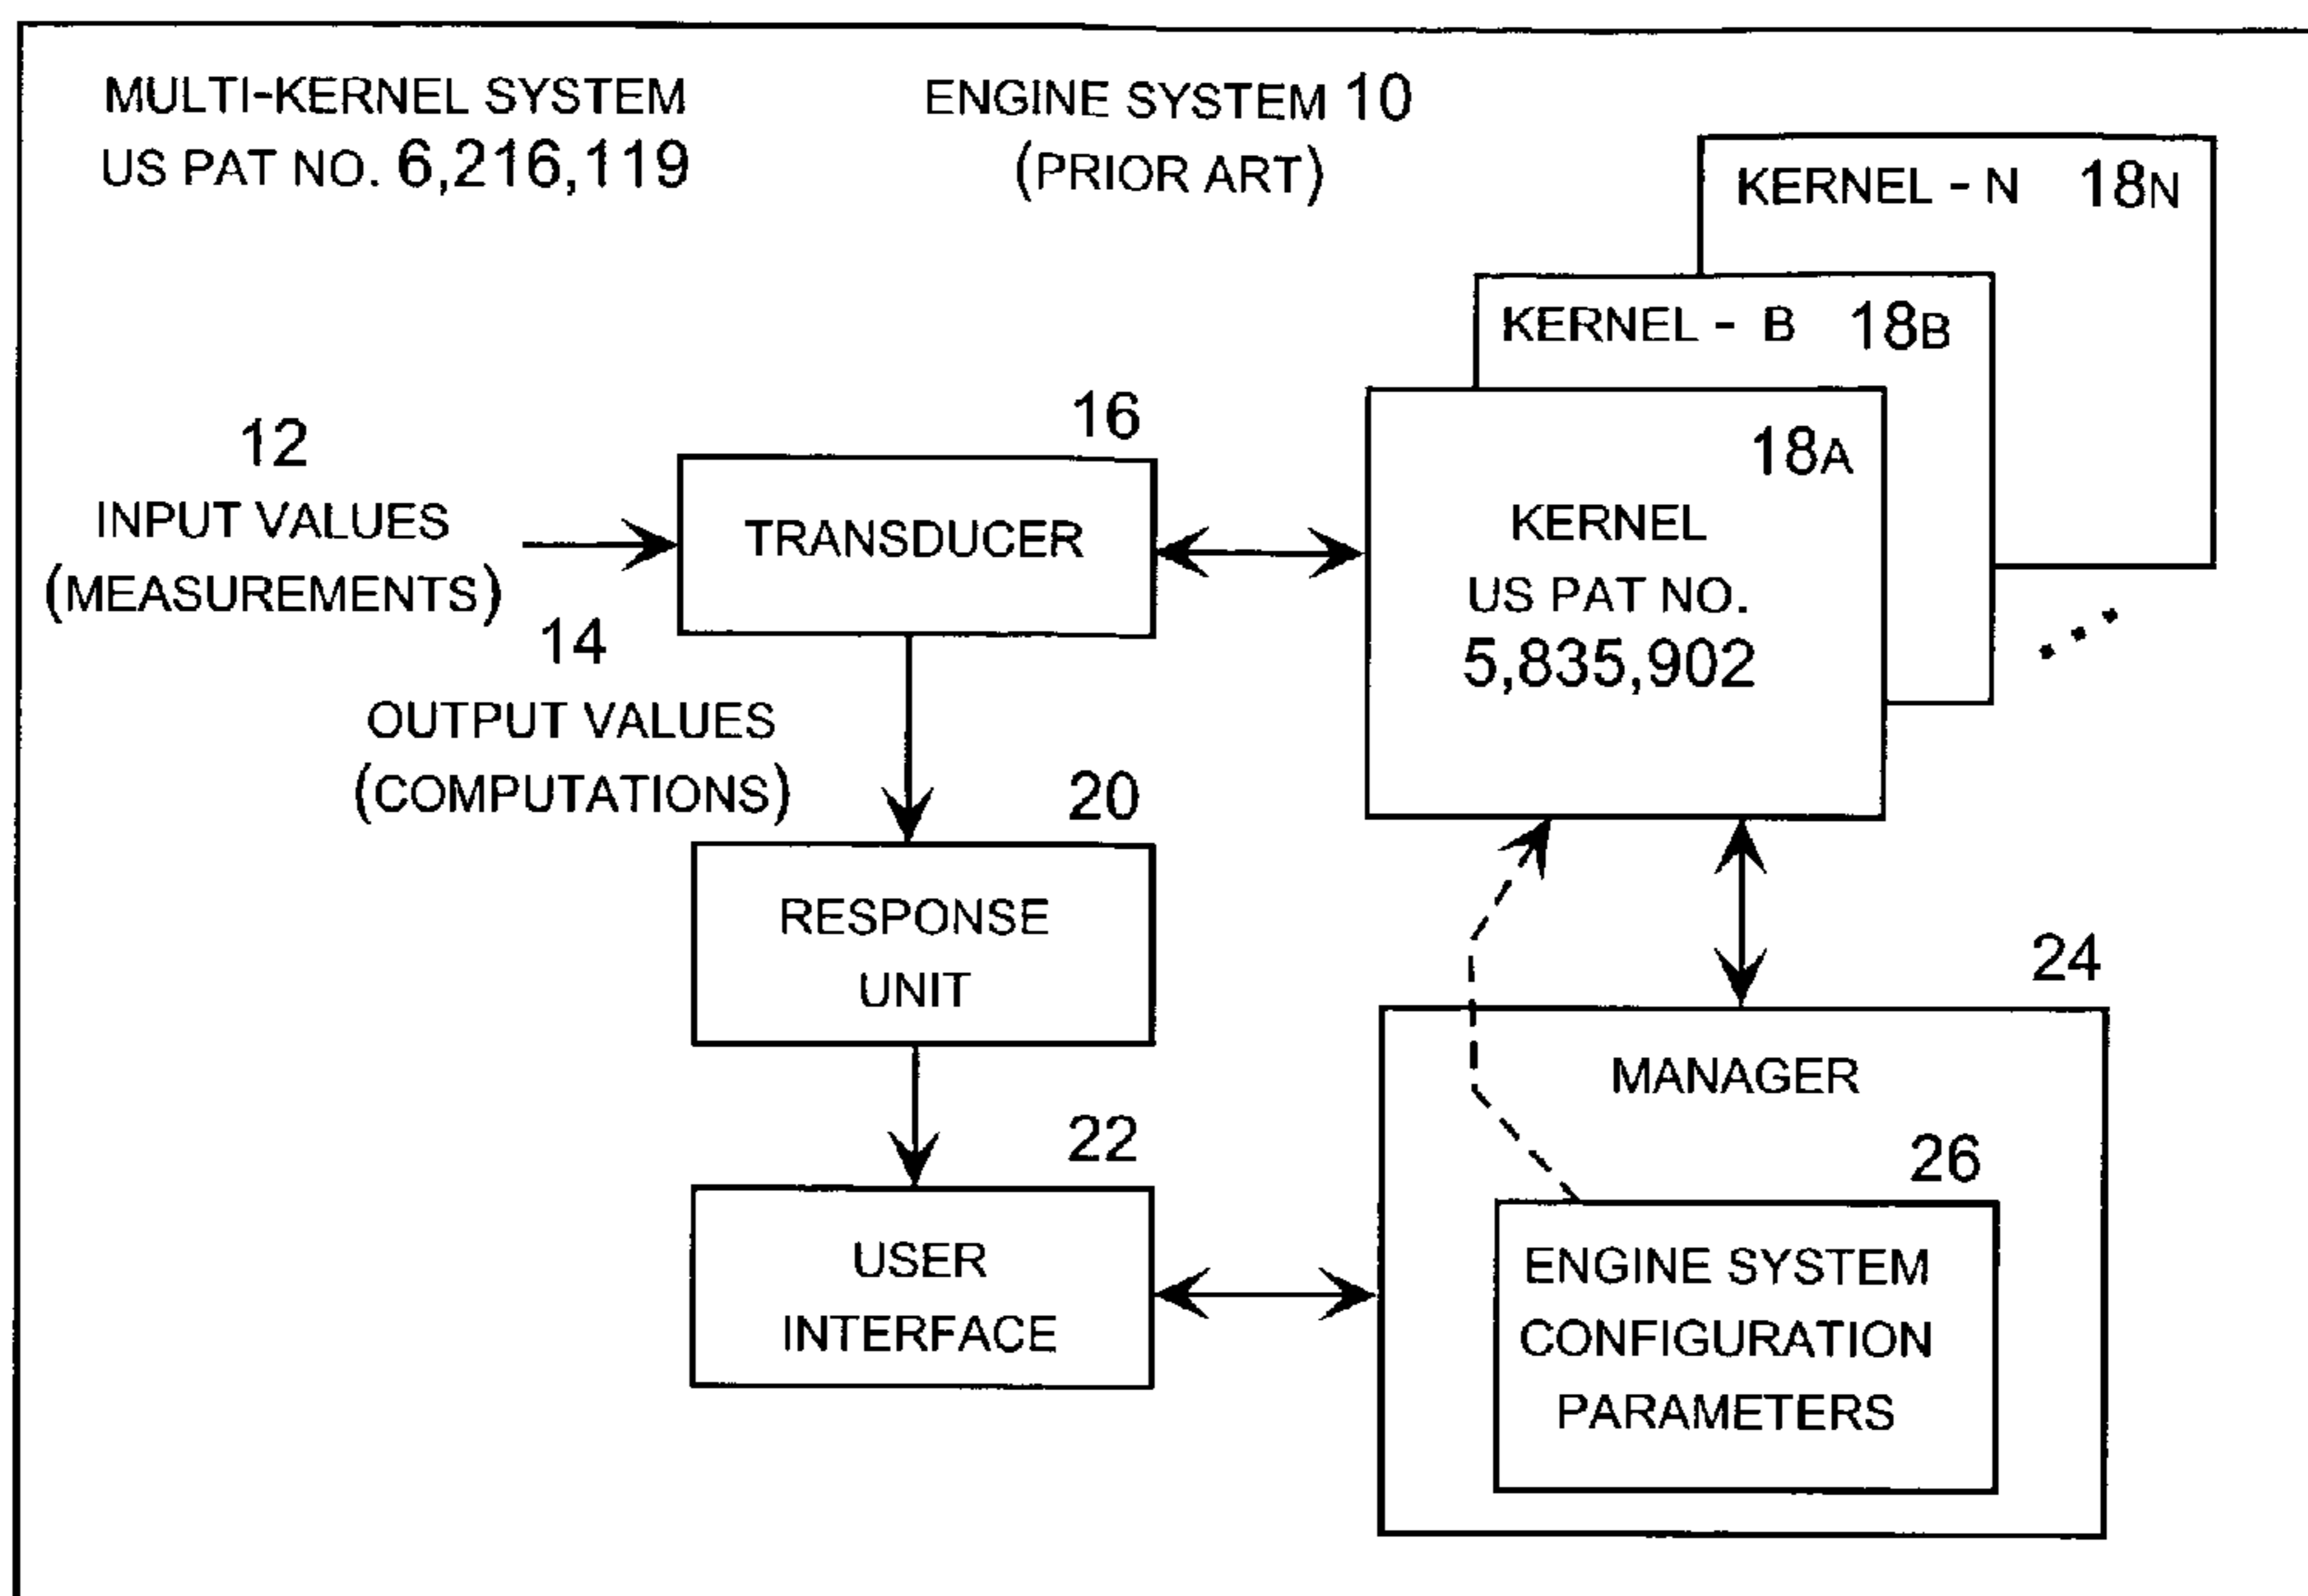 MULTI-KERNEL SYSTEM
US PAT NO. 6,216,119
ENGINE SYSTEM 10
(PRIOR ART)
KERNEL - N 18N
KERNEL - B 18B
18A
KERNEL
US PAT NO.
5,835,902
12
INPUT VALUES
(MEASUREMENTS)
16
TRANSDUCER
14
OUTPUT VALUES
(COMPUTATIONS)
20
RESPONSE
UNIT
22
USER
INTERFACE
24
MANAGER
26
ENGINE SYSTEM
CONFIGURATION
PARAMETERS